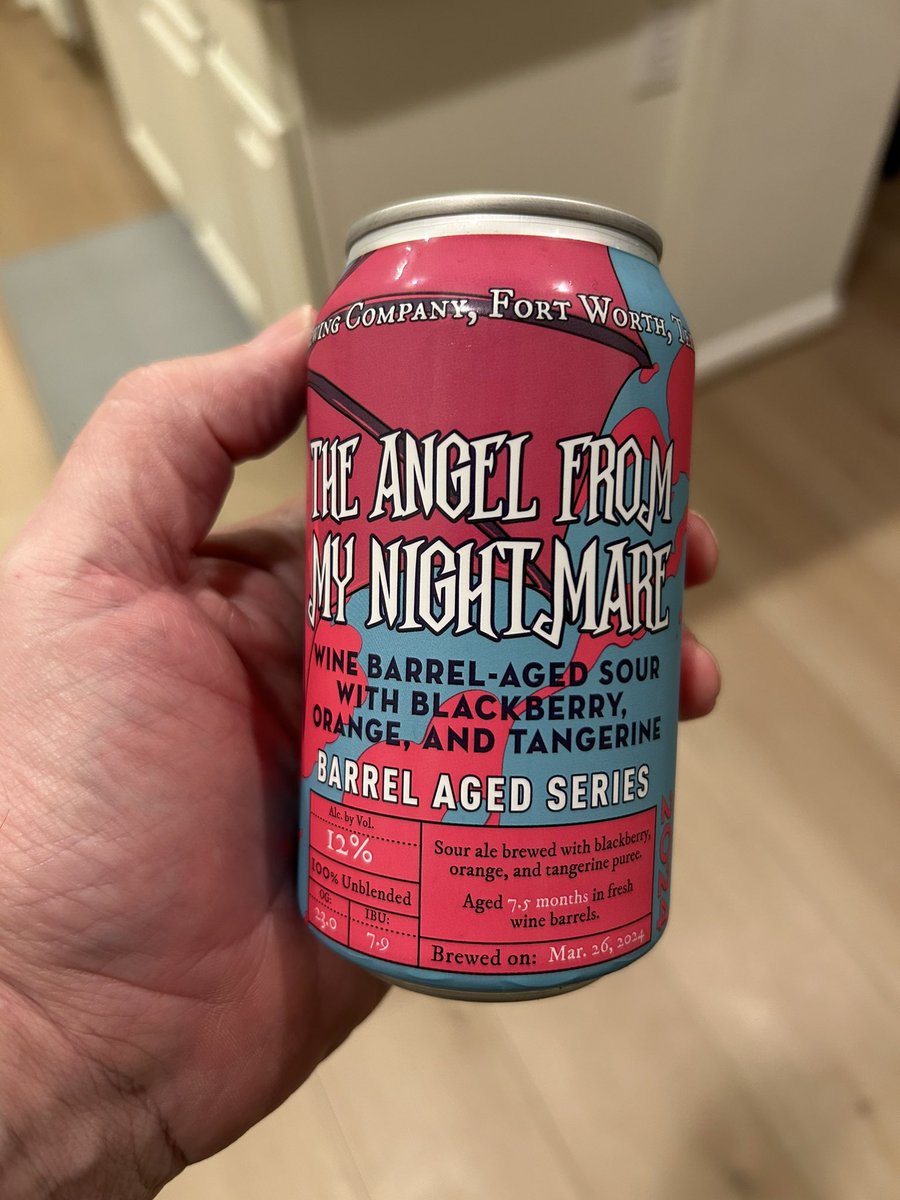 Company, Fort Worth,
The Angel From
My Nightmare
Wine Barrel-Aged Sour
with Blackberry,
Orange, and Tangerine
Barrel Aged Series
Alc. by Vol.
12%
100% Unblended
OG:
23.0
IBU:
7.9
Sour ale brewed with blackberry,
orange, and tangerine puree.
Aged 7.5 months in fresh
wine barrels.
Brewed on: Mar. 26, 2024
2024